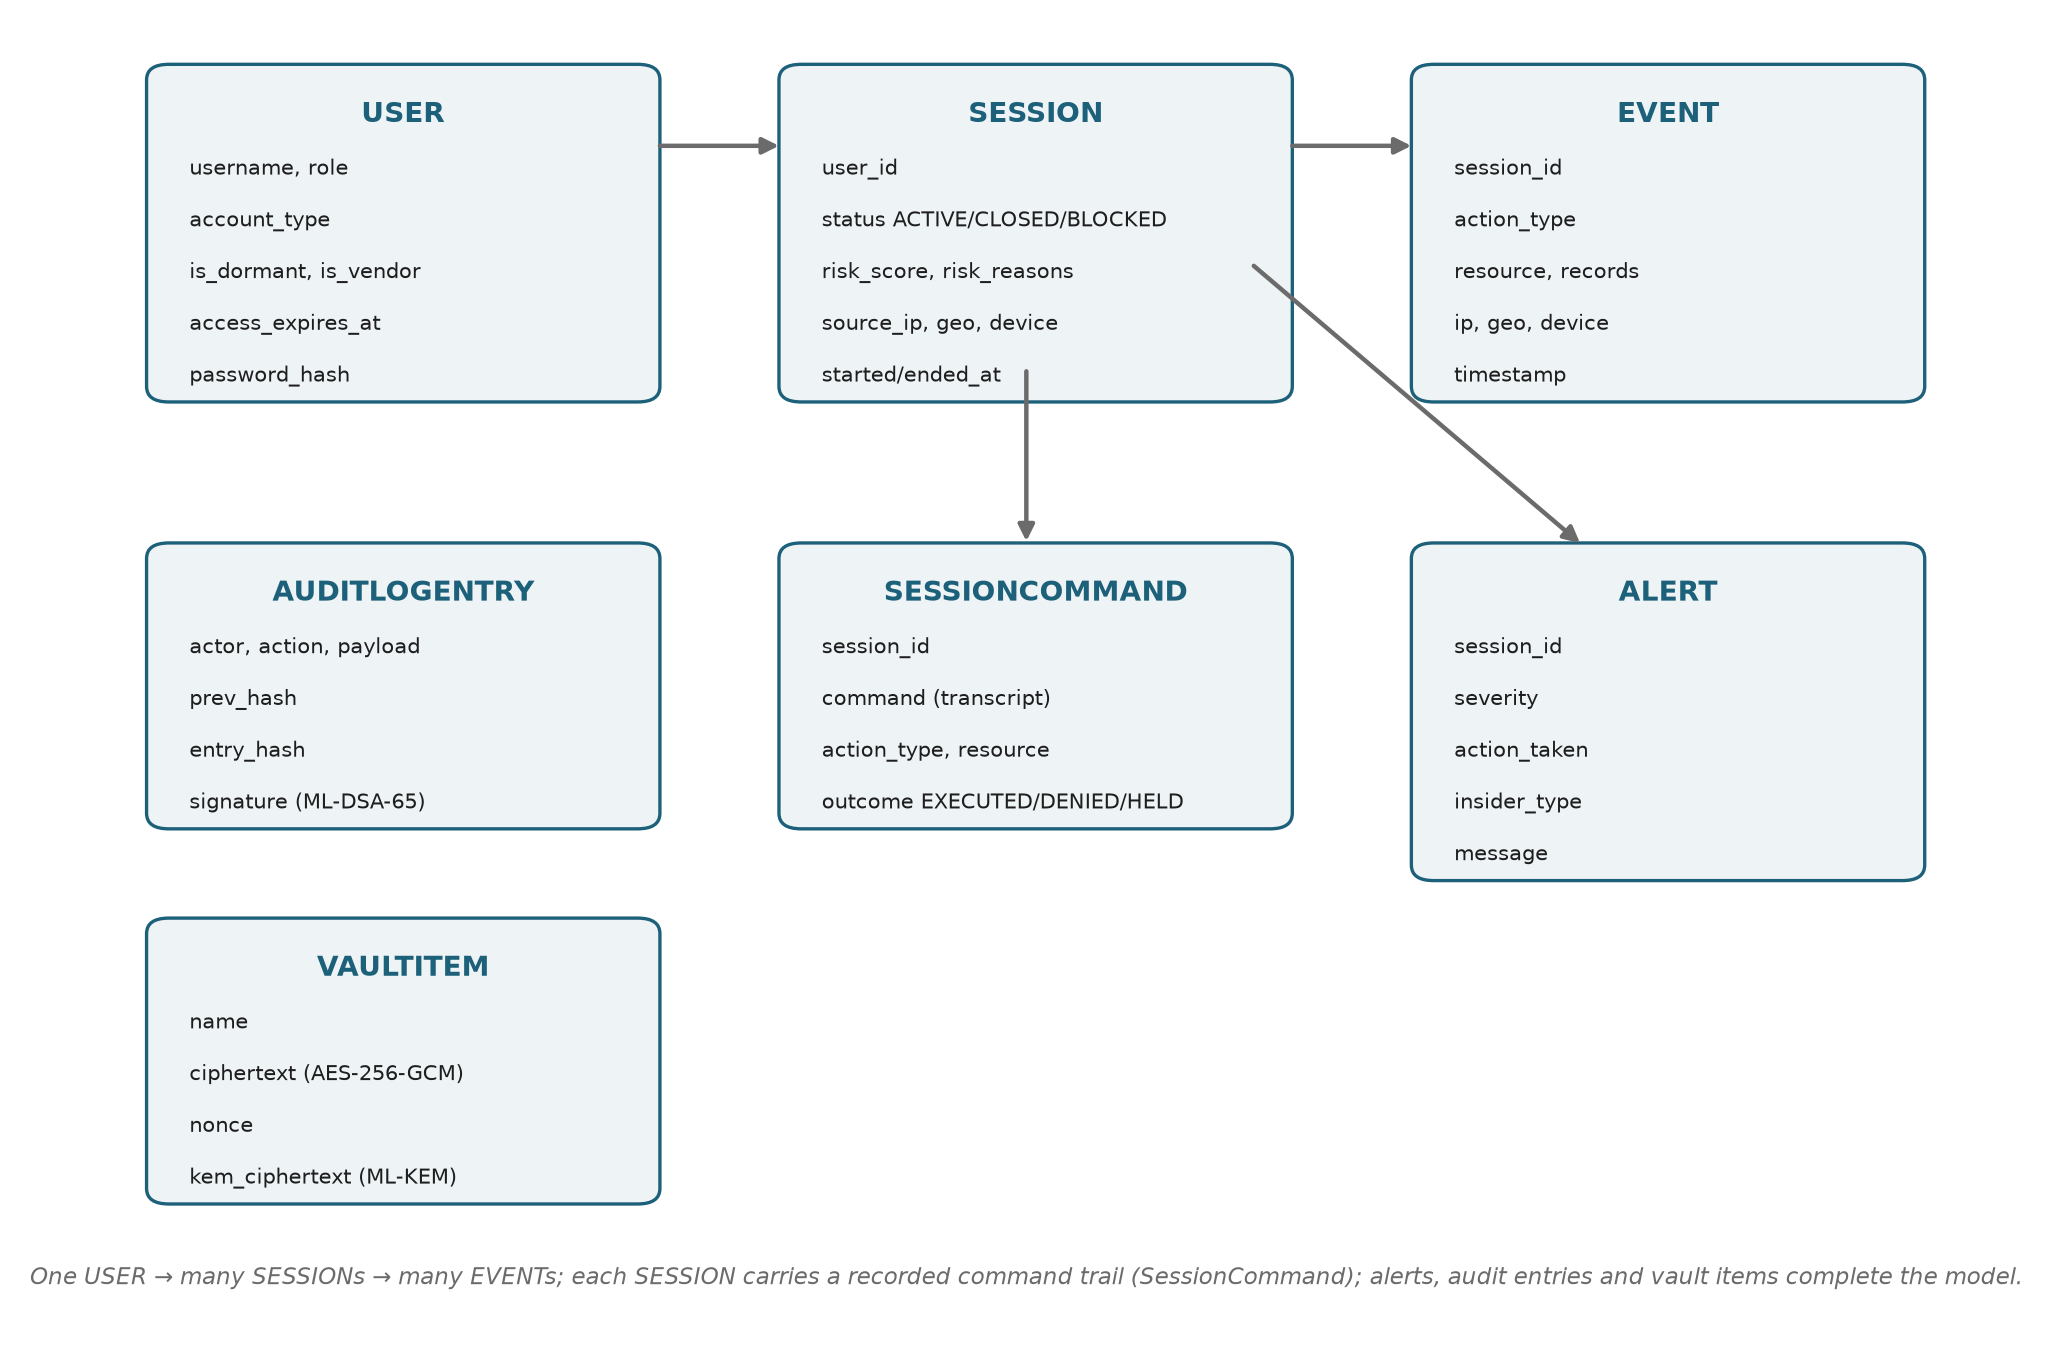 USER
username, role
account_type
is_dormant, is_vendor
access_expires_at
password_hash
SESSION
user_id
status ACTIVE/CLOSED/BLOCKED
risk_score, risk_reasons
source_ip, geo, device
started/ended_at
EVENT
session_id
action_type
resource, records
ip, geo, device
timestamp
AUDITLOGENTRY
actor, action, payload
prev_hash
entry_hash
signature (ML-DSA-65)
SESSIONCOMMAND
session_id
command (transcript)
action_type, resource
outcome EXECUTED/DENIED/HELD
ALERT
session_id
severity
action_taken
insider_type
message
VAULTITEM
name
ciphertext (AES-256-GCM)
nonce
kem_ciphertext (ML-KEM)
One USER → many SESSIONs → many EVENTs; each SESSION carries a recorded command trail (SessionCommand); alerts, audit entries and vault items complete the model.